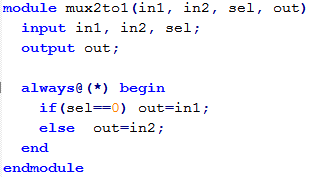 module mux2to1(in1, in2, sel, out)
input in1, in2, sel;
output out;
always@(*) begin
if(sel==0) out=in1;
else out=in2;
end
endmodule